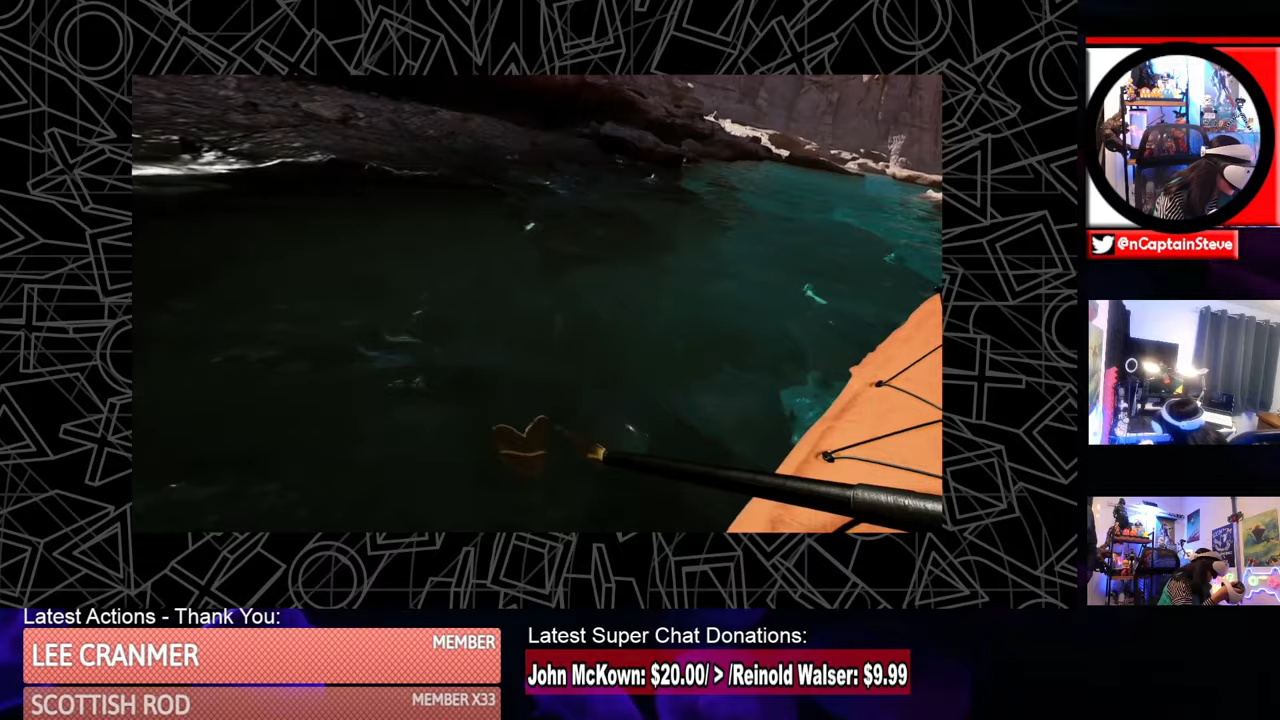 @nCaptainSteve
Latest Actions - Thank You:
LEE CRANMER
MEMBER
SCOTTISH ROD
MEMBER X33
Latest Super Chat Donations:
John McKown: $20.00/ > /Reinold Walser: $9.99